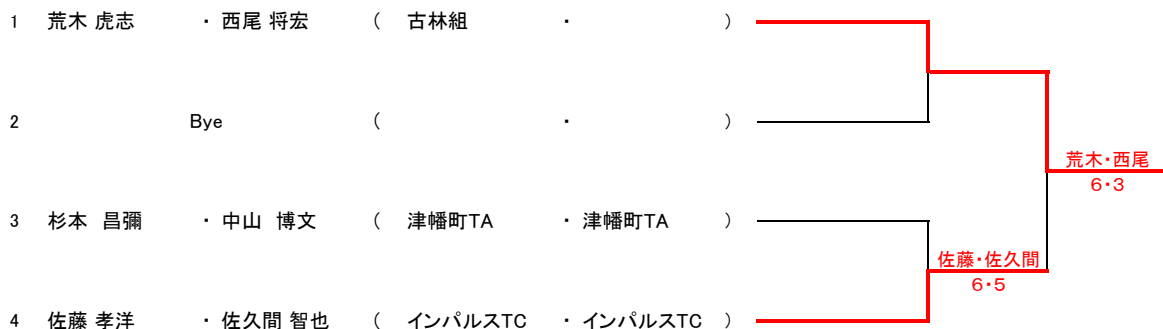 1 荒木 虎志 ・ 西尾 将宏 ( 古林組 ・ )
2 Bye ( ・ )
荒木・西尾
6・3
3 杉本 昌彌 ・ 中山 博文 ( 津幡町TA ・ 津幡町TA )
佐藤・佐久間
6・5
4 佐藤 孝洋 ・ 佐久間 智也 ( インパルスTC ・ インパルスTC )